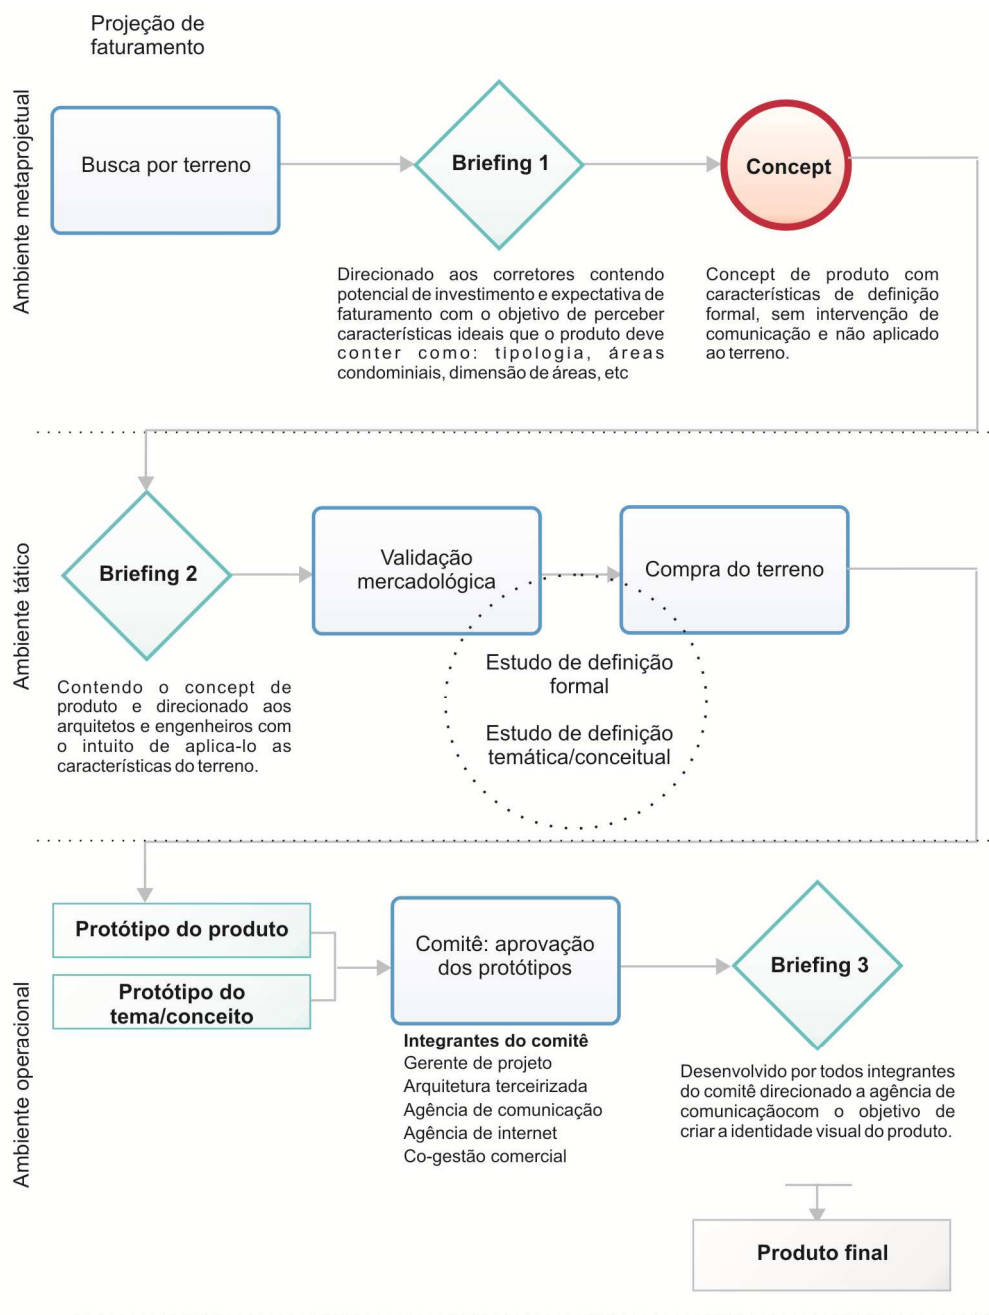 Projeção de
faturamento
Ambiente metaprojetual
Busca por terreno
Briefing 1
Concept
Direcionado aos corretores contendo
potencial de investimento e expectativa de
faturamento com o objetivo de perceber
características ideais que o produto deve
conter como: tipologia, áreas
condominiais, dimensão de áreas, etc
Concept de produto com
características de definição
formal, sem intervenção de
comunicação e não aplicado
ao terreno.
Ambiente tático
Briefing 2
Validação
mercadológica
Compra do terreno
Contendo o concept de
produto e direcionado aos
arquitetos e engenheiros com
o intuito de aplica-lo as
características do terreno.
Estudo de definição
formal
Estudo de definição
temática/conceitual
Ambiente operacional
Protótipo do produto
Protótipo do
tema/conceito
Comitê: aprovação
dos protótipos
Briefing 3
Integrantes do comitê
Gerente de projeto
Arquitetura terceirizada
Agência de comunicação
Agência de internet
Co-gestão comercial
Desenvolvido por todos integrantes
do comitê direcionado a agência de
comunicaçãocom o objetivo de
criar a identidade visual do produto.
Produto final